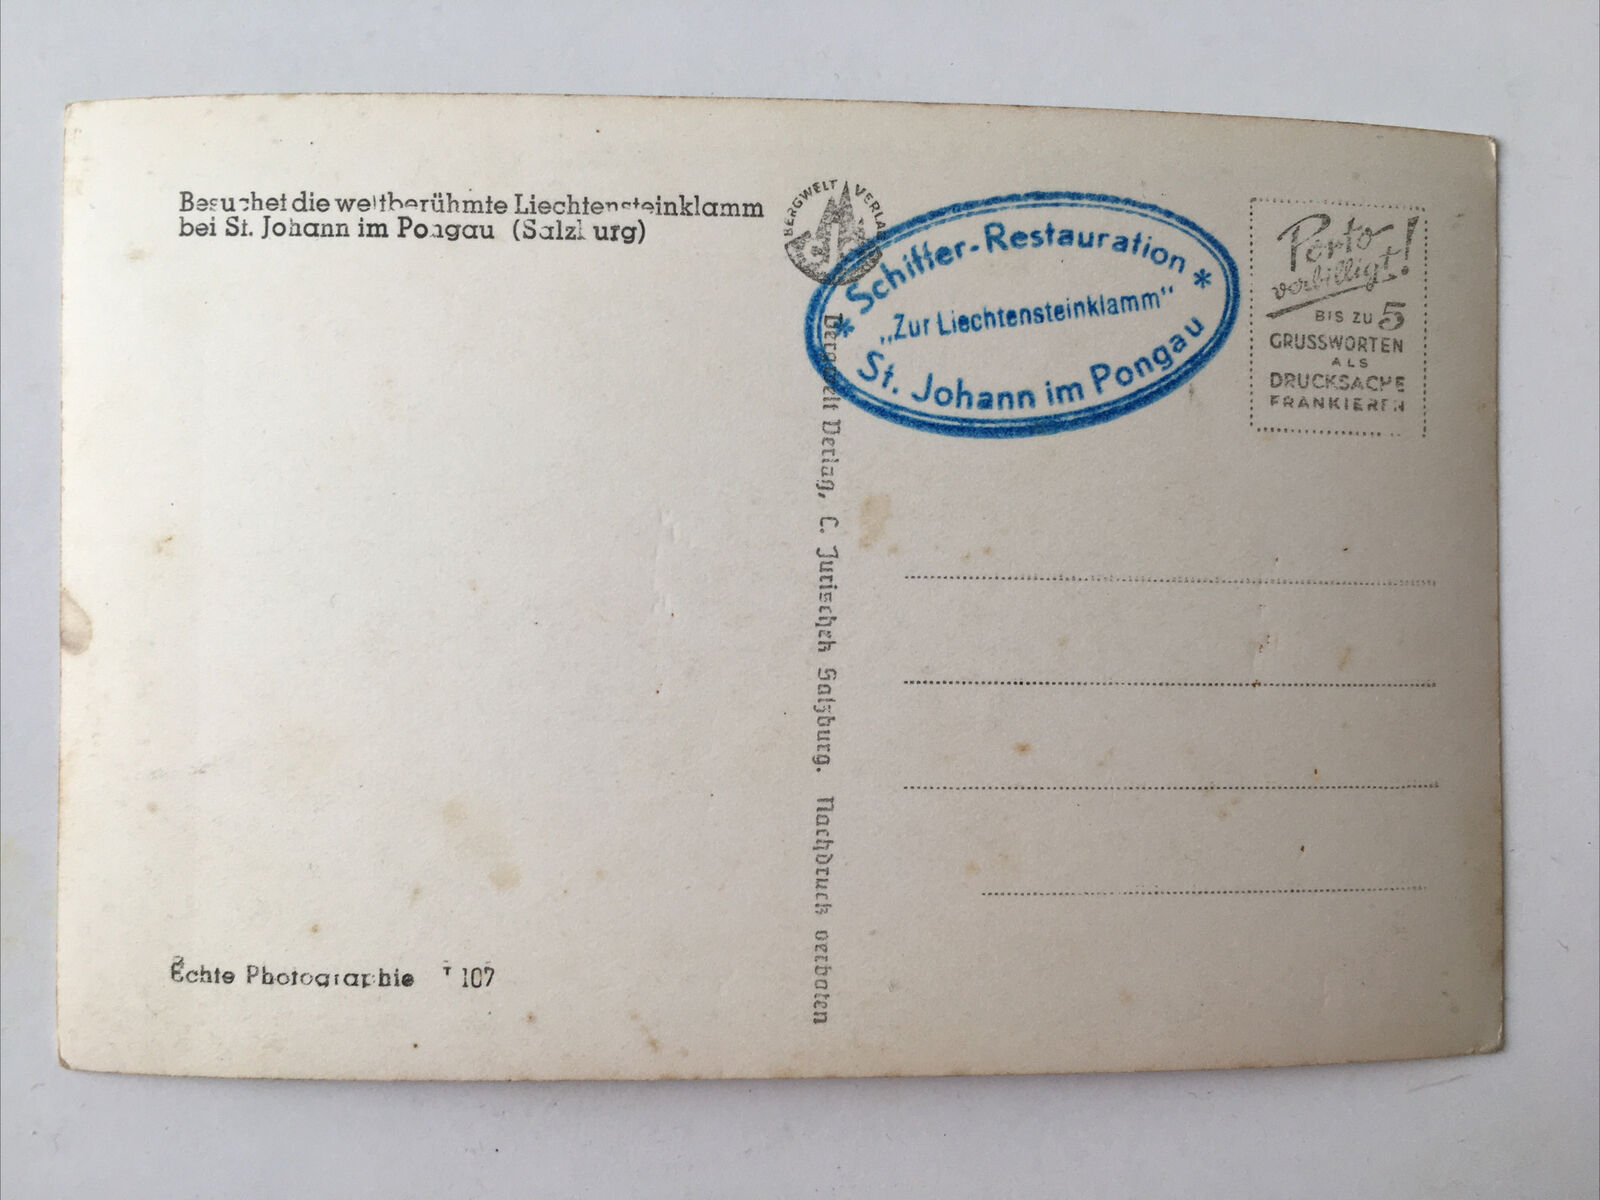 Besuchet die weltberühmte Liechtensteinklamm
bei St. Johann im Pongau (Salzburg)
BERGWELT VERLAG
* Schitter-Restauration *
„Zur Liechtensteinklamm“
St. Johann im Pongau
Porto
verbilligt!
BIS ZU 5
GRUSSWORTEN
ALS
DRUCKSACHE
FRANKIEREN
Bergwelt Verlag, C. Jurischek Salzburg. Nachdruck verboten
Echte Photographie T 107